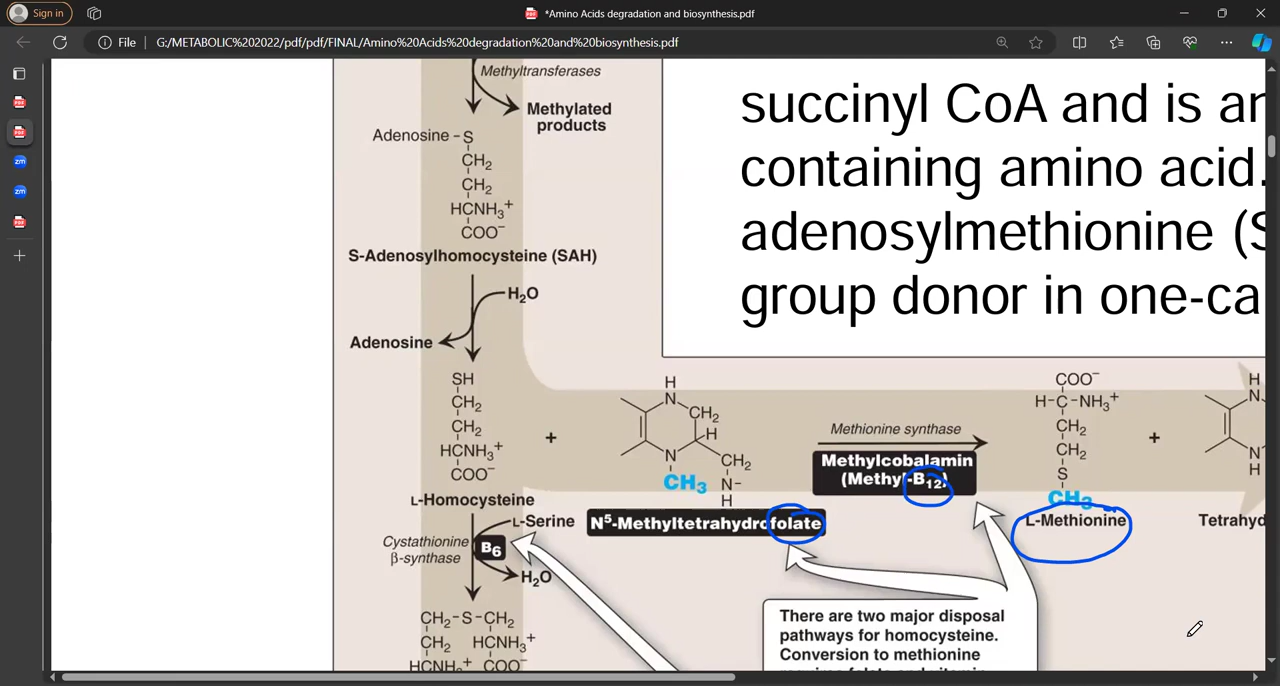 Sign in
*Amino Acids degradation and biosynthesis.pdf
File
G:/METABOLIC%202022/pdf/pdf/FINAL/Amino%20Acids%20degradation%20and%20biosynthesis.pdf
Methyltransferases
Methylated
products
Adenosine - S
CH₂
CH₂
HCNH₃⁺
COO⁻
S-Adenosylhomocysteine (SAH)
H₂O
Adenosine
SH
CH₂
CH₂
HCNH₃⁺
COO⁻
L-Homocysteine
+
H
N
CH₂
H
N
CH₂
CH₃
N-
H
N⁵-Methyltetrahydrofolate
Methionine synthase
Methylcobalamin
(Methyl-B₁₂)
COO⁻
H-C-NH₃⁺
CH₂
CH₂
S
CH₃
L-Methionine
+
H
N
N
H
Tetrahyd
L-Serine
Cystathionine
β-synthase
B₆
H₂O
CH₂-S-CH₂
CH₂ HCNH₃⁺
HCNH₃⁺ COO⁻
succinyl CoA and is an
containing amino acid.
adenosylmethionine (S
group donor in one-ca
There are two major disposal
pathways for homocysteine.
Conversion to methionine